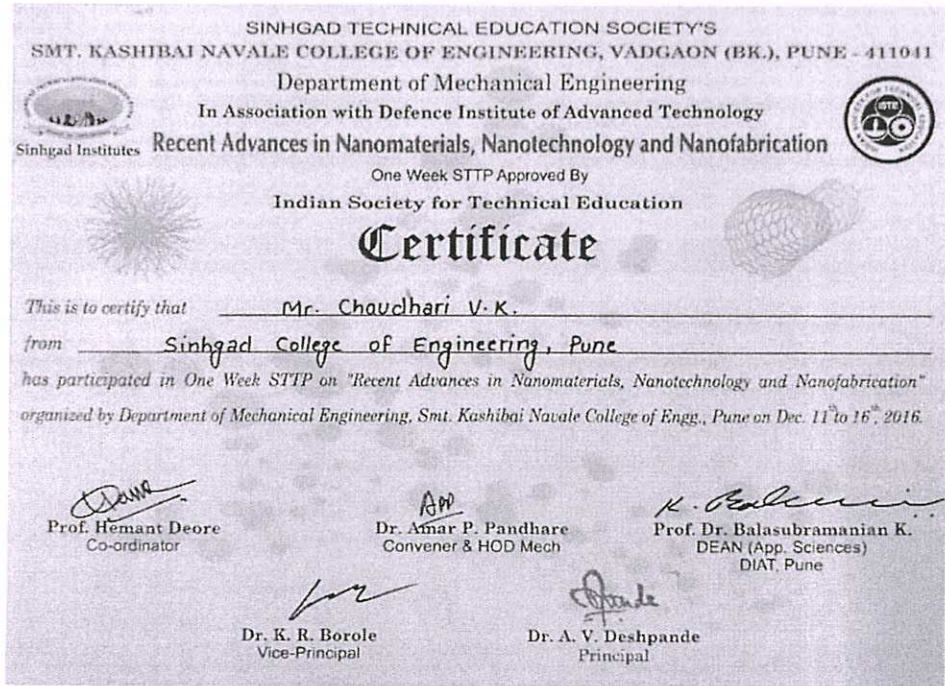 SINHGAD TECHNICAL EDUCATION SOCIETY'S
SMT. KASHIBAI NAVALE COLLEGE OF ENGINEERING, VADGAON (BK.), PUNE - 411041
Department of Mechanical Engineering
In Association with Defence Institute of Advanced Technology
Sinhgad Institutes
ISTE
Recent Advances in Nanomaterials, Nanotechnology and Nanofabrication
One Week STTP Approved By
Indian Society for Technical Education
Certificate
This is to certify that Mr. Chaudhari V.K.
from Sinhgad College of Engineering, Pune
has participated in One Week STTP on "Recent Advances in Nanomaterials, Nanotechnology and Nanofabrication"
organized by Department of Mechanical Engineering, Smt. Kashibai Navale College of Engg., Pune on Dec. 11th to 16th, 2016.
Prof. Hemant Deore
Co-ordinator
Dr. Amar P. Pandhare
Convener & HOD Mech
Prof. Dr. Balasubramanian K.
DEAN (App. Sciences)
DIAT, Pune
Dr. K. R. Borole
Vice-Principal
Dr. A. V. Deshpande
Principal